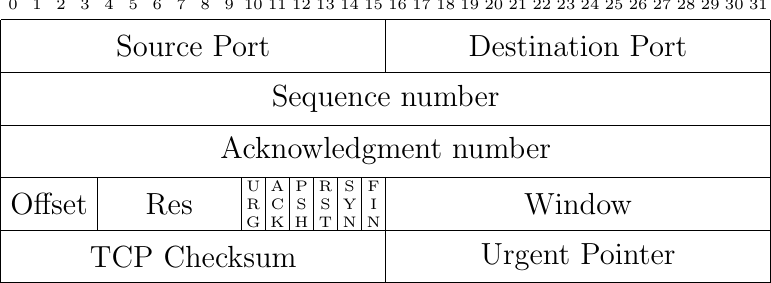 0 1 2 3 4 5 6 7 8 9 10 11 12 13 14 15 16 17 18 19 20 21 22 23 24 25 26 27 28 29 30 31
Source Port Destination Port
Sequence number
Acknowledgment number
Offset Res URG ACK PSH RST SYN FIN Window
TCP Checksum Urgent Pointer